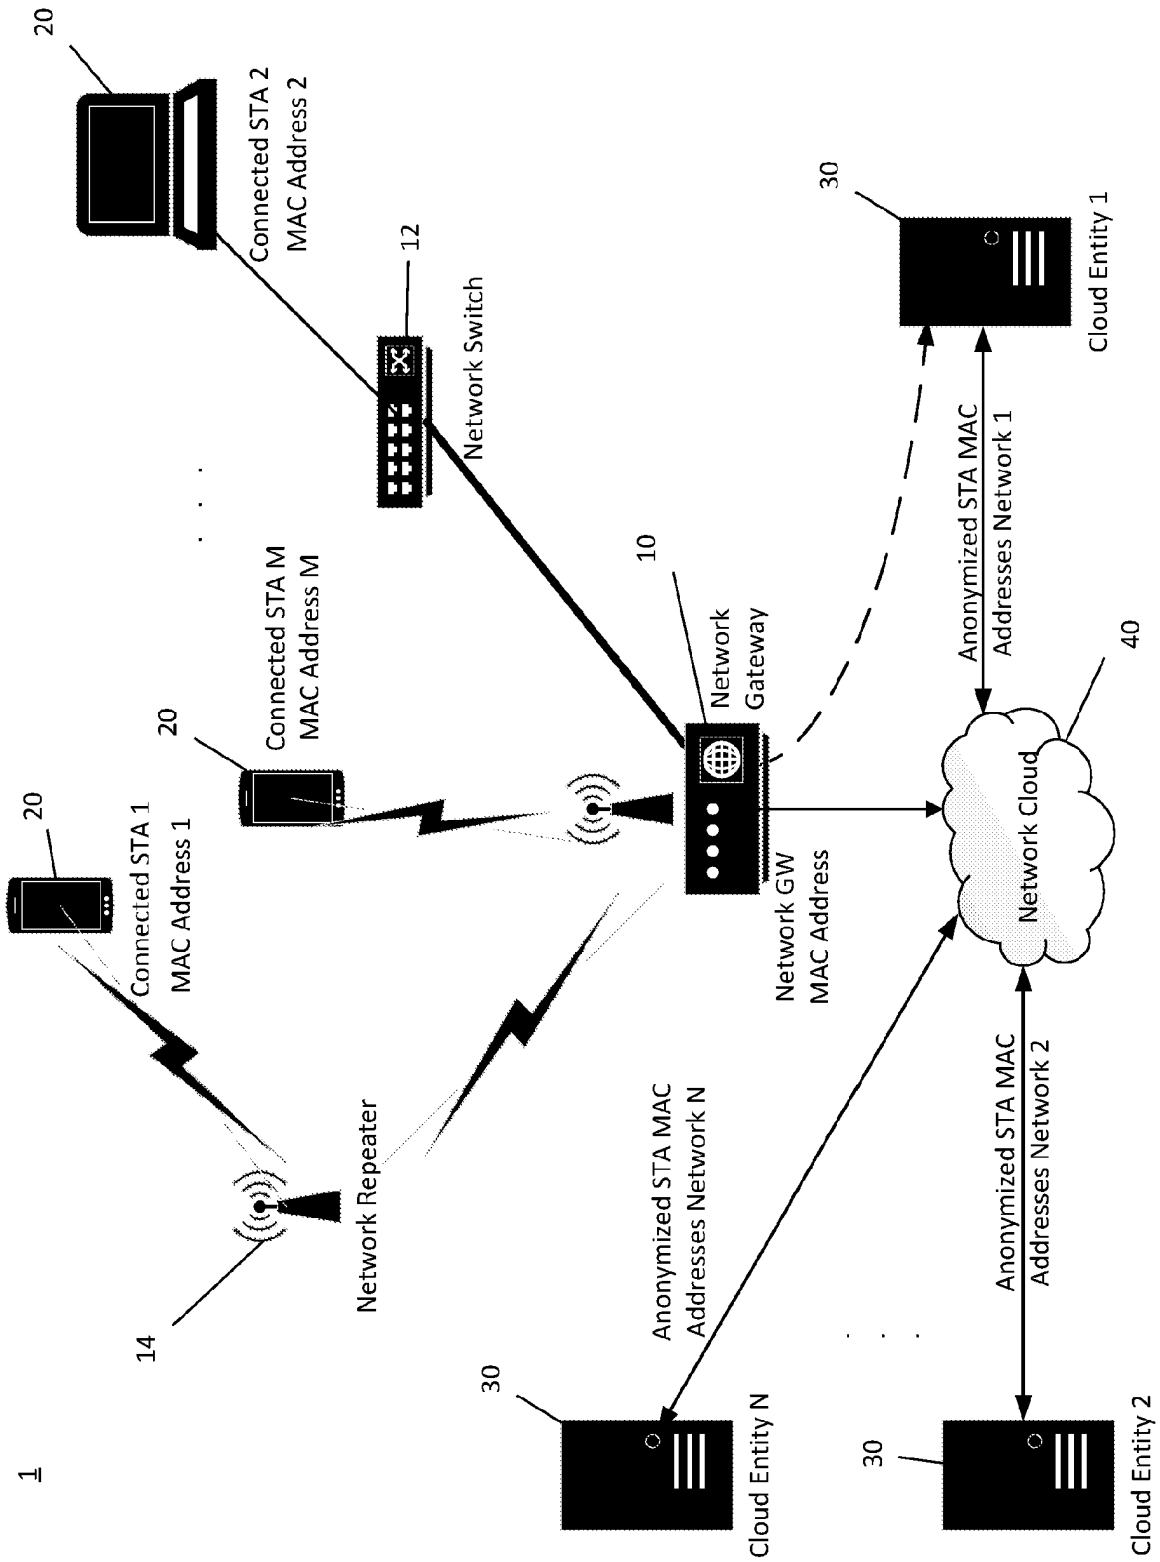 1
14
Network Repeater
20
Connected STA 1
MAC Address 1
20
Connected STA M
MAC Address M
. . .
20
Connected STA 2
MAC Address 2
12
Network Switch
10
Network
Gateway
Network GW
MAC Address
30
Cloud Entity N
Anonymized STA MAC
Addresses Network N
. . .
30
Cloud Entity 2
Anonymized STA MAC
Addresses Network 2
Network Cloud
40
Anonymized STA MAC
Addresses Network 1
30
Cloud Entity 1